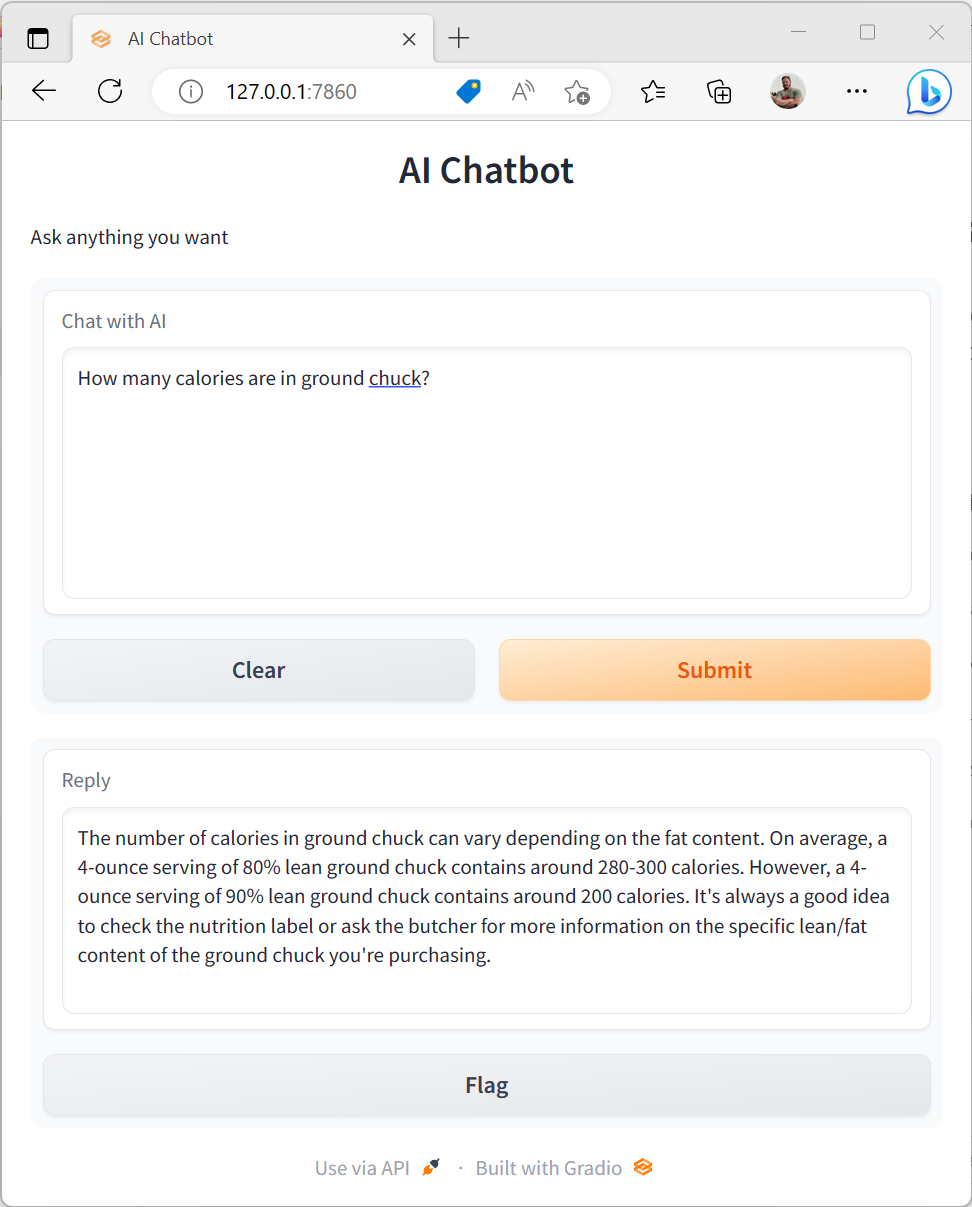 AI Chatbot
127.0.0.1:7860
AI Chatbot
Ask anything you want
Chat with AI
How many calories are in ground chuck?
Clear
Submit
Reply
The number of calories in ground chuck can vary depending on the fat content. On average, a
4-ounce serving of 80% lean ground chuck contains around 280-300 calories. However, a 4-
ounce serving of 90% lean ground chuck contains around 200 calories. It's always a good idea
to check the nutrition label or ask the butcher for more information on the specific lean/fat
content of the ground chuck you're purchasing.
Flag
Use via API · Built with Gradio